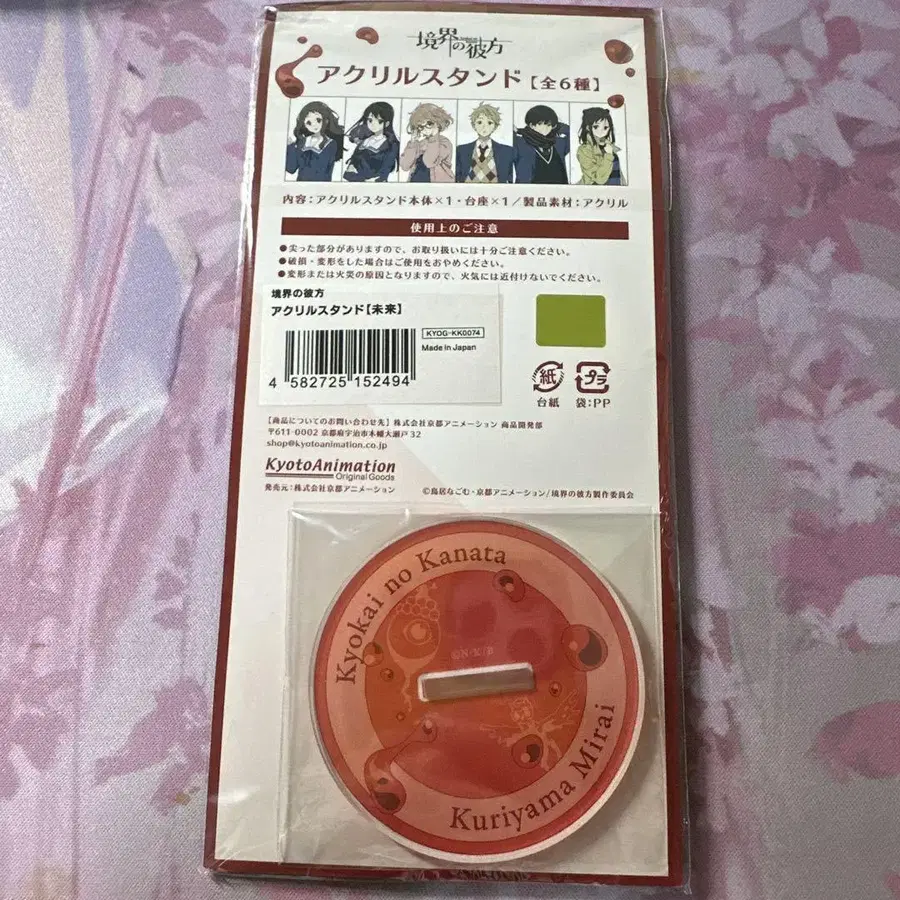 境界の彼方
アクリルスタンド【全6種】
内容：アクリルスタンド本体×1・台座×1／製品素材：アクリル
使用上のご注意
●尖った部分がありますので、お取り扱いには十分ご注意ください。
●破損・変形をした場合はご使用をおやめください。
●変形または火災の原因となりますので、火気には近付けないでください。
境界の彼方
アクリルスタンド【未来】
KYOG-KK0074
Made in Japan
4 582725 152494
紙
プラ
台紙
袋：PP
【商品についてのお問い合わせ先】株式会社京都アニメーション 商品開発部
〒611-0002 京都府宇治市木幡大瀬戸 32
shop@kyotoanimation.co.jp
KyotoAnimation
Original Goods
発売元：株式会社京都アニメーション
©鳥居なごむ・京都アニメーション/境界の彼方製作委員会
Kyokai no Kanata
Kuriyama Mirai